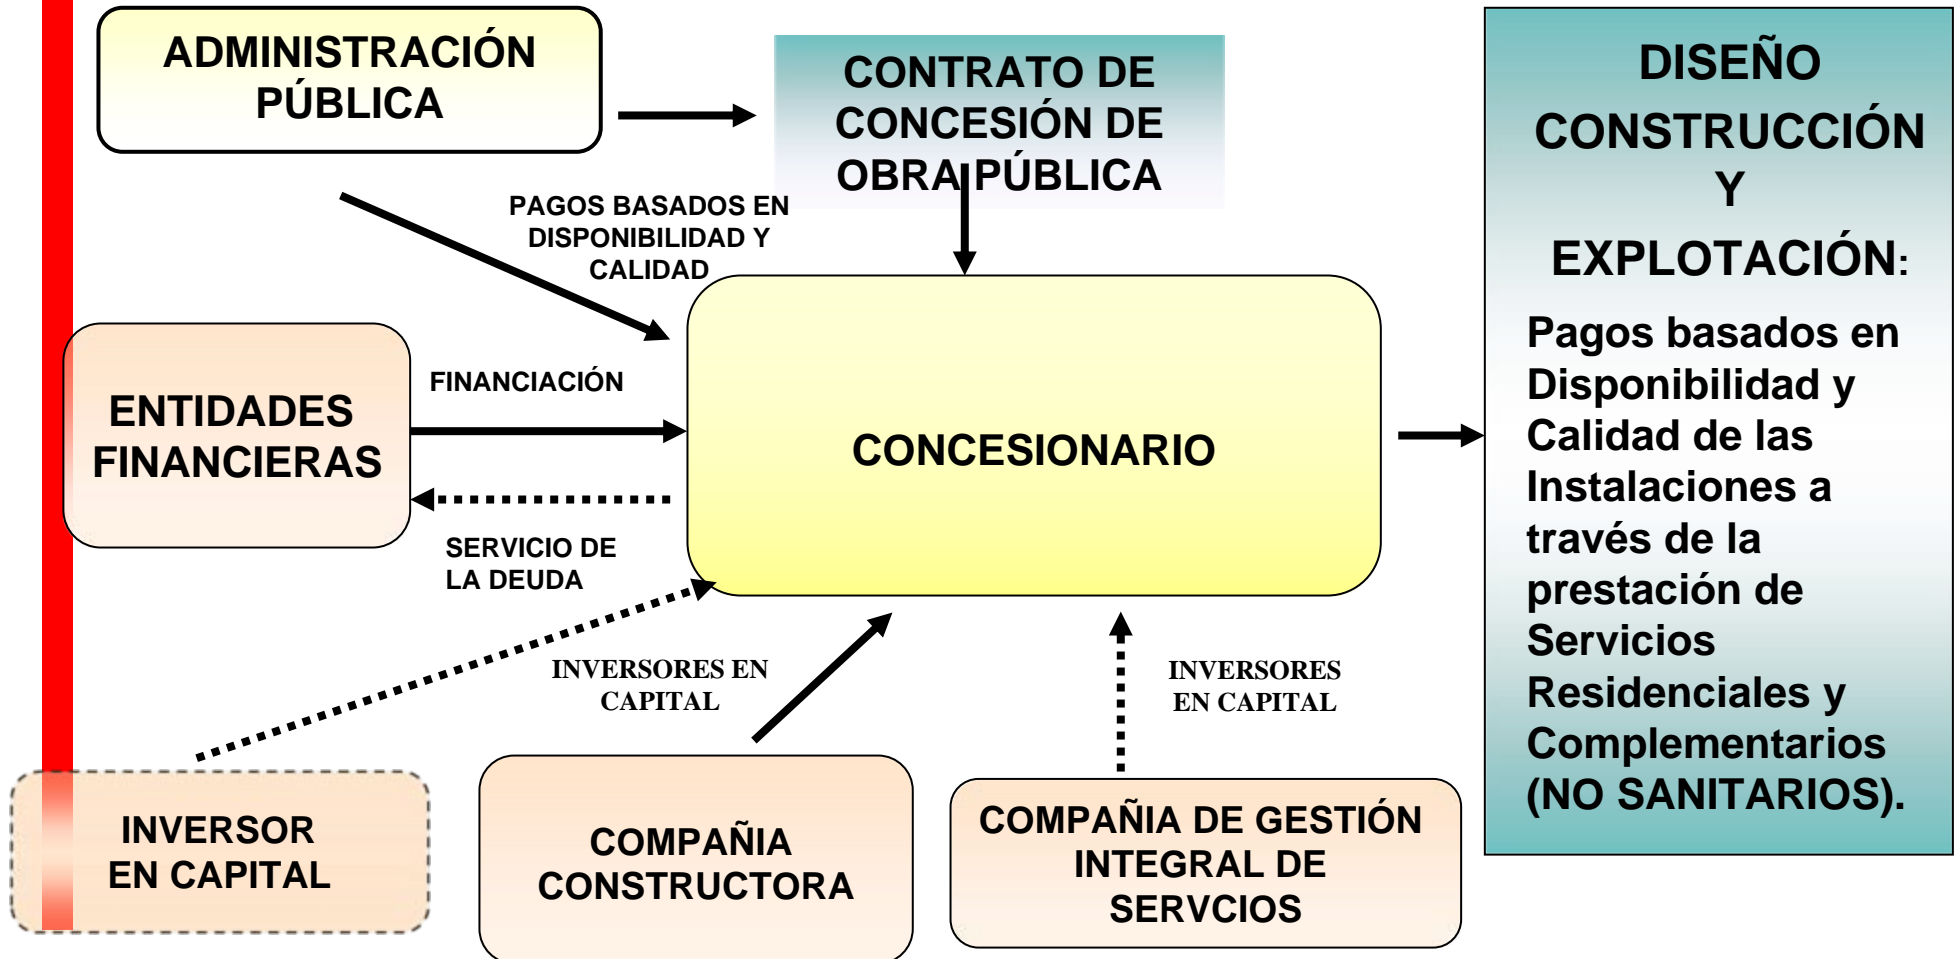 ADMINISTRACIÓN
PÚBLICA
CONTRATO DE
CONCESIÓN DE
OBRA PÚBLICA
PAGOS BASADOS EN
DISPONIBILIDAD Y
CALIDAD
ENTIDADES
FINANCIERAS
FINANCIACIÓN
CONCESIONARIO
SERVICIO DE
LA DEUDA
INVERSORES EN
CAPITAL
INVERSORES
EN CAPITAL
INVERSOR
EN CAPITAL
COMPAÑIA
CONSTRUCTORA
COMPAÑIA DE GESTIÓN
INTEGRAL DE
SERVCIOS
DISEÑO
CONSTRUCCIÓN
Y
EXPLOTACIÓN:
Pagos basados en
Disponibilidad y
Calidad de las
Instalaciones a
través de la
prestación de
Servicios
Residenciales y
Complementarios
(NO SANITARIOS).